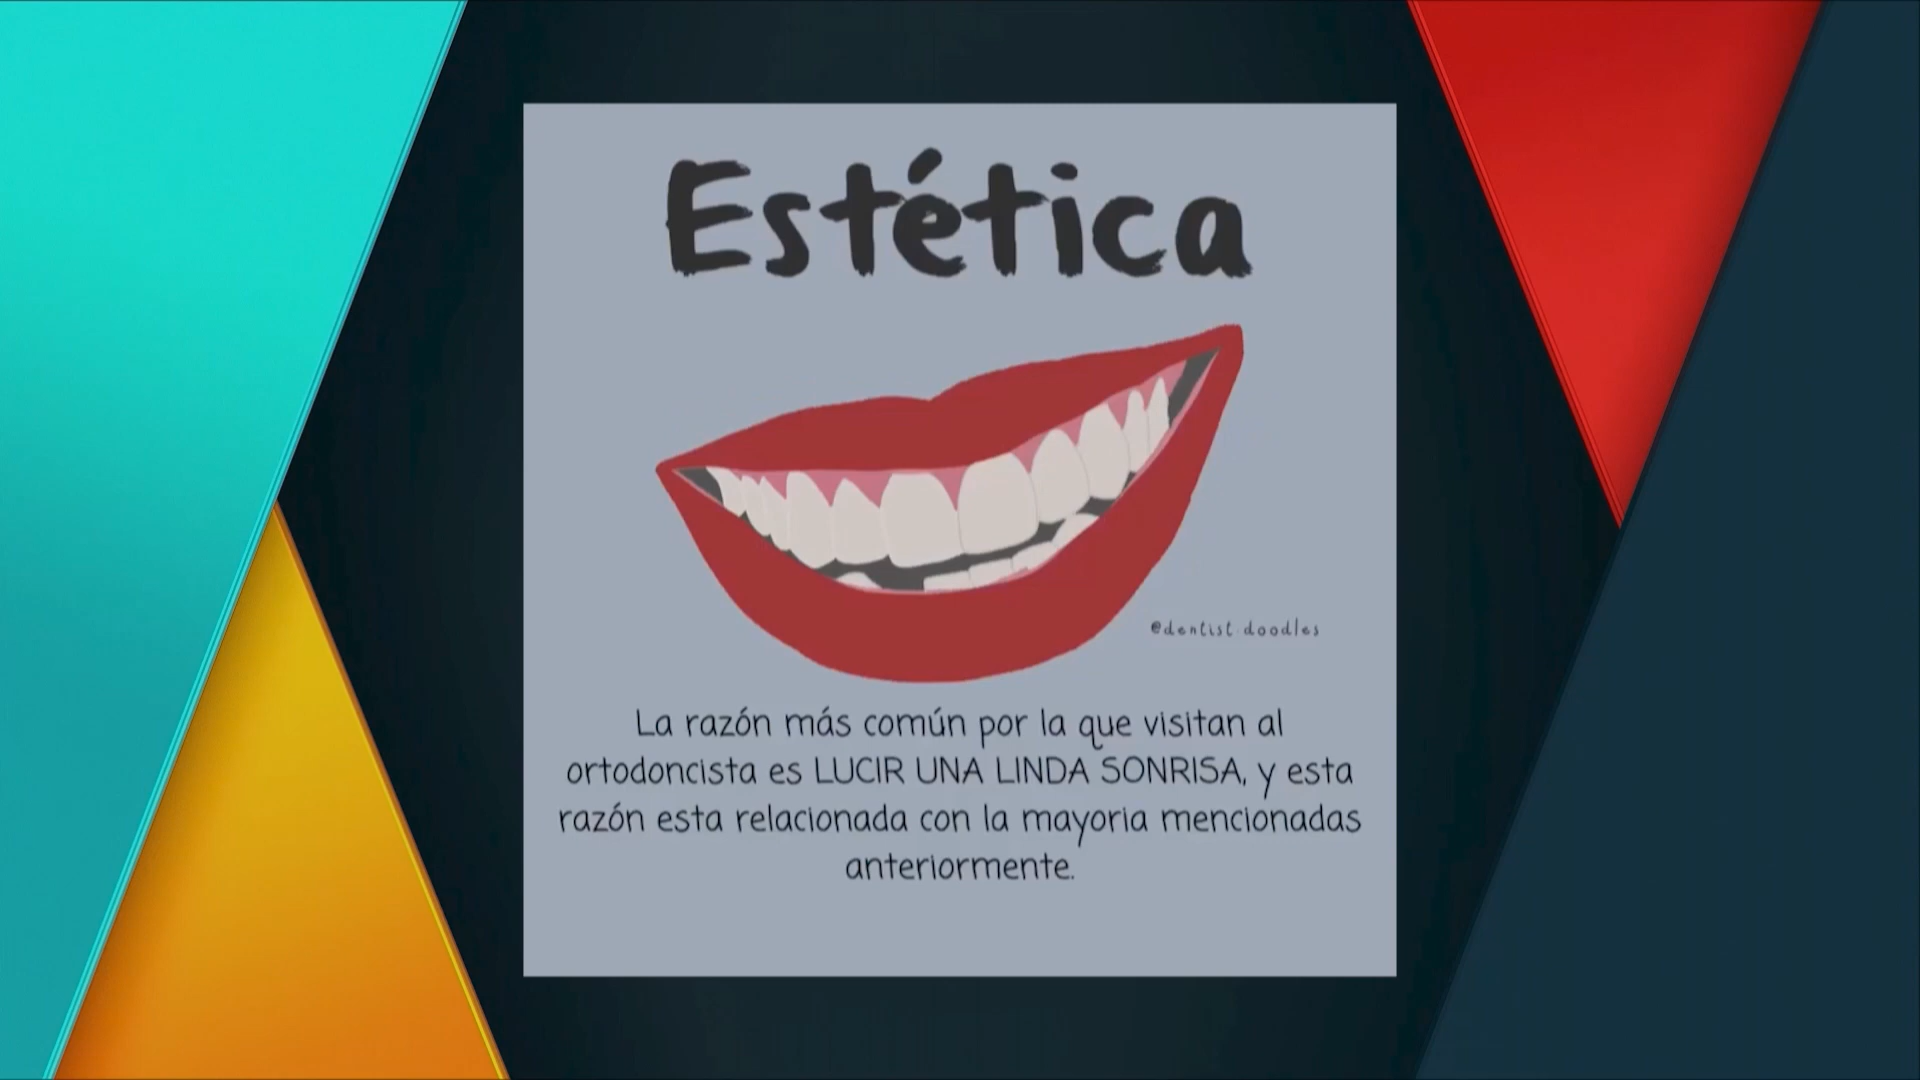 Estética
@dentist.doodles
La razón más común por la que visitan al
ortodoncista es LUCIR UNA LINDA SONRISA, y esta
razón esta relacionada con la mayoria mencionadas
anteriormente.